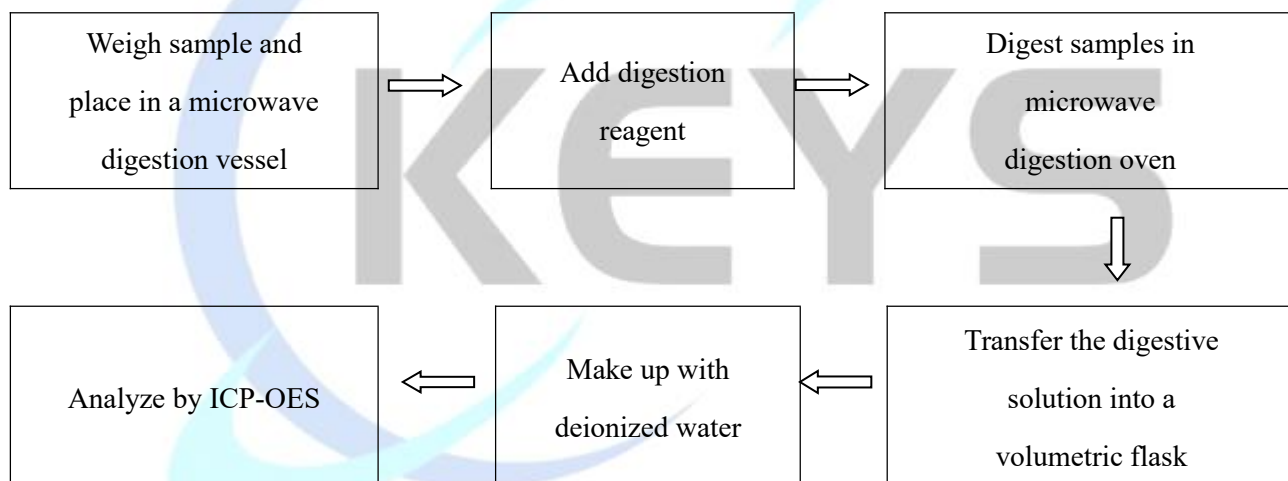 Weigh sample and
place in a microwave
digestion vessel
Add digestion
reagent
Digest samples in
microwave
digestion oven
Transfer the digestive
solution into a
volumetric flask
Make up with
deionized water
Analyze by ICP-OES
KEYS